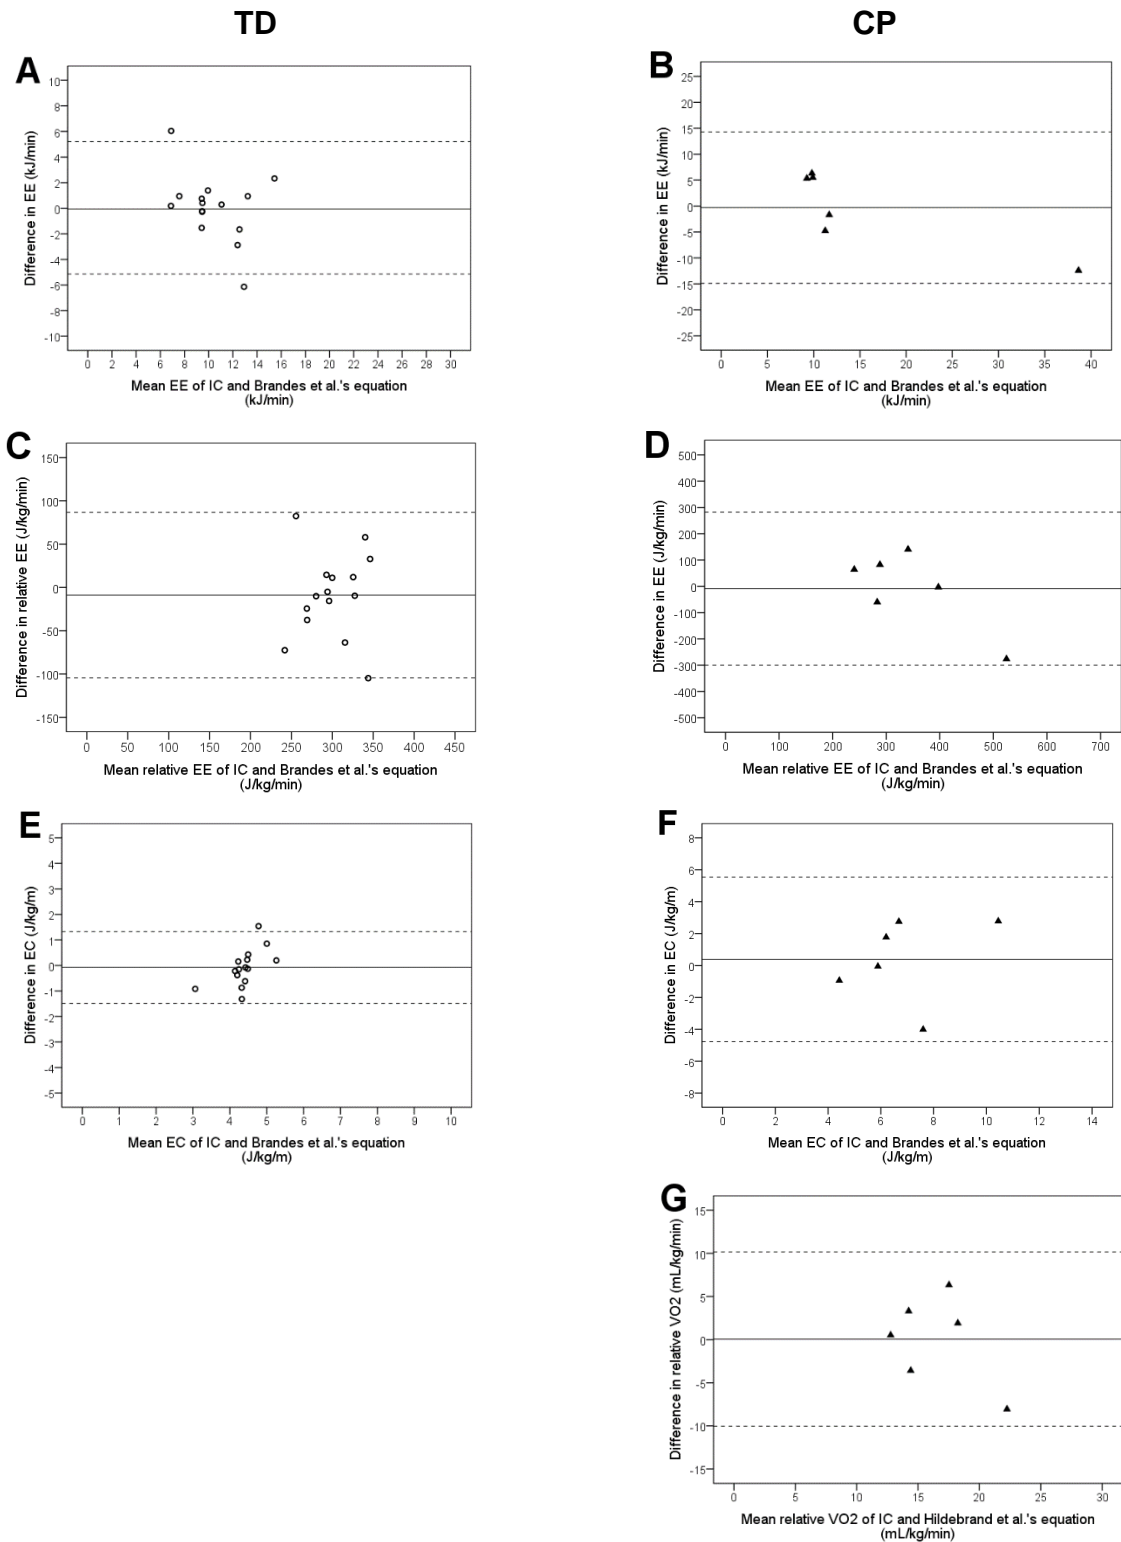 TD
CP
A
10
8
6
4
2
0
-2
-4
-6
-8
-10
Difference in EE (kJ/min)
0 2 4 6 8 10 12 14 16 18 20 22 24 26 28 30
Mean EE of IC and Brandes et al.'s equation
(kJ/min)
B
25
20
15
10
5
0
-5
-10
-15
-20
-25
Difference in EE (kJ/min)
0 5 10 15 20 25 30 35 40
Mean EE of IC and Brandes et al.'s equation
(kJ/min)
C
150
100
50
0
-50
-100
-150
Difference in relative EE (J/kg/min)
0 50 100 150 200 250 300 350 400 450
Mean relative EE of IC and Brandes et al.'s equation
(J/kg/min)
D
500
400
300
200
100
0
-100
-200
-300
-400
-500
Difference in EE (J/kg/min)
0 100 200 300 400 500 600 700
Mean relative EE of IC and Brandes et al.'s equation
(J/kg/min)
E
5
4
3
2
1
0
-1
-2
-3
-4
-5
Difference in EC (J/kg/m)
0 1 2 3 4 5 6 7 8 9 10
Mean EC of IC and Brandes et al.'s equation
(J/kg/m)
F
8
6
4
2
0
-2
-4
-6
-8
Difference in EC (J/kg/m)
0 2 4 6 8 10 12 14
Mean EC of IC and Brandes et al.'s equation
(J/kg/m)
G
15
10
5
0
-5
-10
-15
Difference in relative VO2 (mL/kg/min)
0 5 10 15 20 25 30
Mean relative VO2 of IC and Hildebrand et al.'s equation
(mL/kg/min)